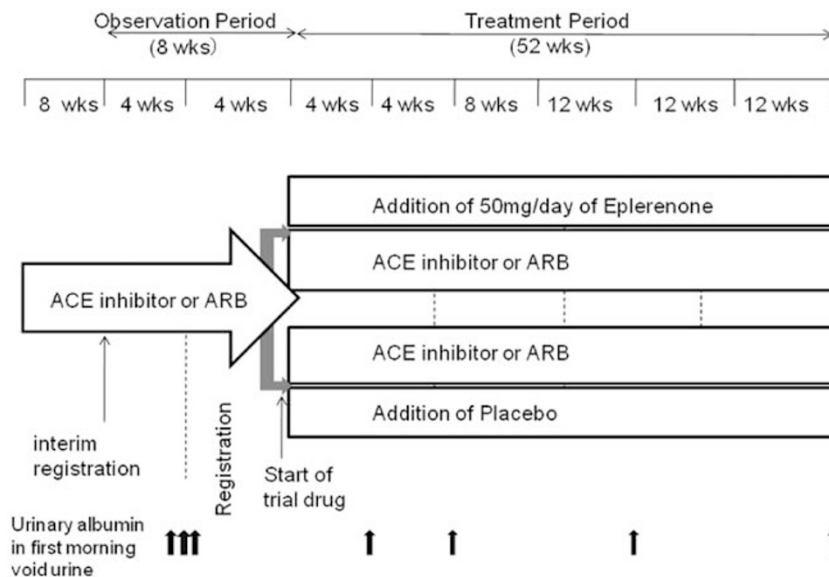 Observation Period
(8 wks)
Treatment Period
(52 wks)
8 wks 4 wks 4 wks 4 wks 4 wks 8 wks 12 wks 12 wks 12 wks
Addition of 50mg/day of Eplerenone
ACE inhibitor or ARB
ACE inhibitor or ARB
ACE inhibitor or ARB
Addition of Placebo
interim
registration
Registration
Start of
trial drug
Urinary albumin
in first morning
void urine